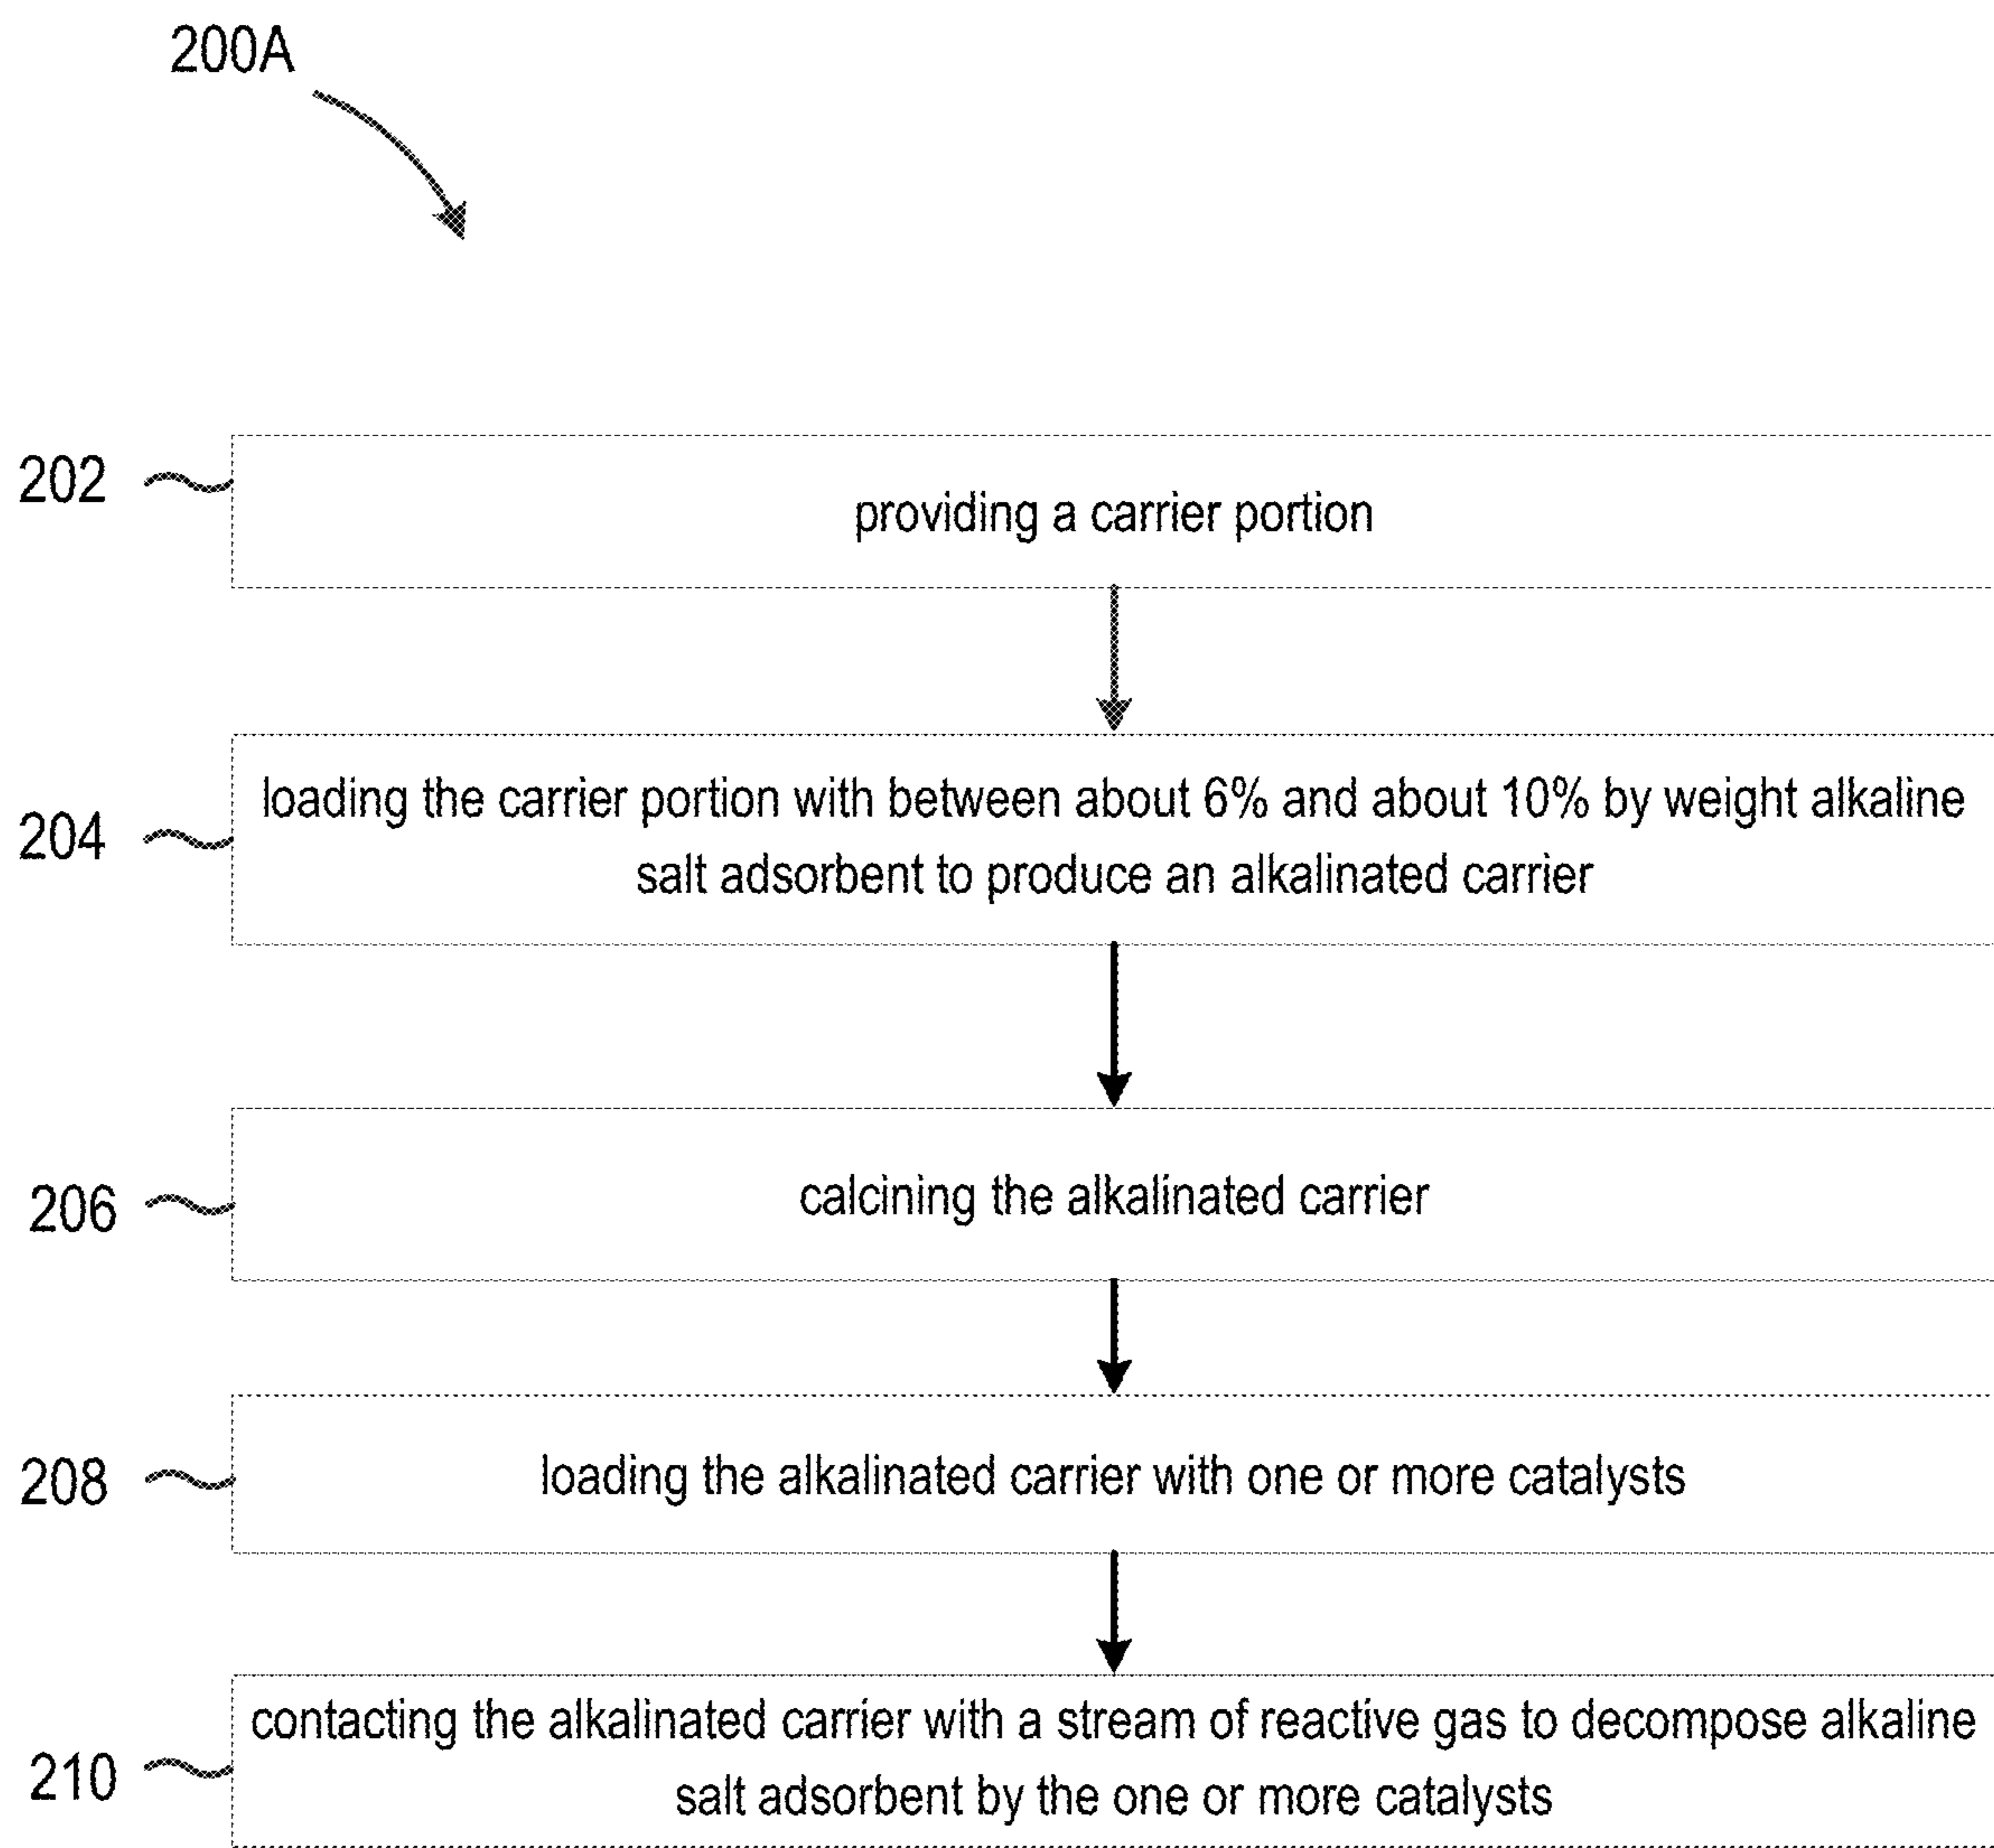 200A
202
providing a carrier portion
204
loading the carrier portion with between about 6% and about 10% by weight alkaline
salt adsorbent to produce an alkalinated carrier
206
calcining the alkalinated carrier
208
loading the alkalinated carrier with one or more catalysts
210
contacting the alkalinated carrier with a stream of reactive gas to decompose alkaline
salt adsorbent by the one or more catalysts